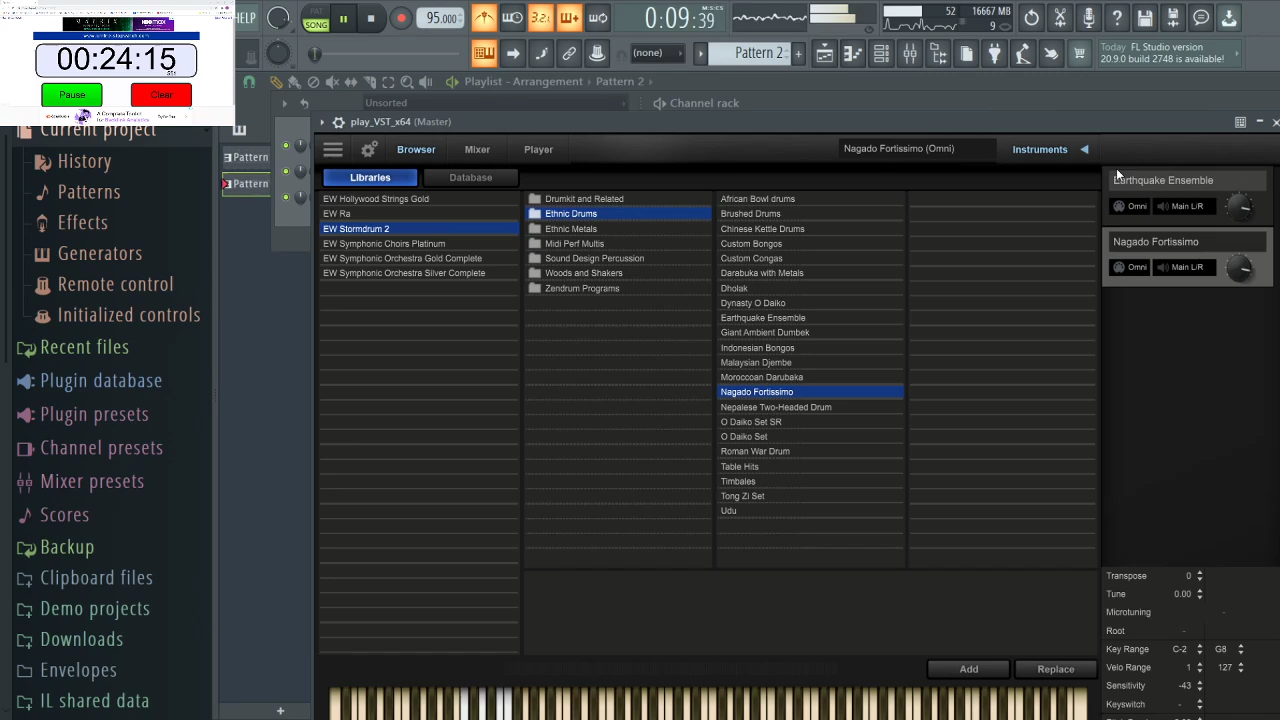 HELP
SONG
95.000
3.2.
0:09:39
52
16667 MB
MATRIX
HBOMAX
www.online-stopwatch.com
00:24:15
551
Pause
Clear
(none)
Pattern 2
Today FL Studio version
20.9.0 build 2748 is available!
Playlist - Arrangement
Pattern 2
Unsorted
Channel rack
play_VST_x64 (Master)
Current project
History
Patterns
Effects
Generators
Remote control
Initialized controls
Recent files
Plugin database
Plugin presets
Channel presets
Mixer presets
Scores
Backup
Clipboard files
Demo projects
Downloads
Envelopes
IL shared data
Pattern
Pattern
Browser
Mixer
Player
Nagado Fortissimo (Omni)
Instruments
Libraries
Database
EW Hollywood Strings Gold
EW Ra
EW Stormdrum 2
EW Symphonic Choirs Platinum
EW Symphonic Orchestra Gold Complete
EW Symphonic Orchestra Silver Complete
Drumkit and Related
Ethnic Drums
Ethnic Metals
Midi Perf Multis
Sound Design Percussion
Woods and Shakers
Zendrum Programs
African Bowl drums
Brushed Drums
Chinese Kettle Drums
Custom Bongos
Custom Congas
Darabuka with Metals
Dholak
Dynasty O Daiko
Earthquake Ensemble
Giant Ambient Dumbek
Indonesian Bongos
Malaysian Djembe
Moroccoan Darubaka
Nagado Fortissimo
Nepalese Two-Headed Drum
O Daiko Set SR
O Daiko Set
Roman War Drum
Table Hits
Timbales
Tong Zi Set
Udu
Earthquake Ensemble
Omni
Main L/R
Nagado Fortissimo
Omni
Main L/R
Transpose 0
Tune 0.00
Microtuning -
Root -
Key Range C-2 G8
Velo Range 1 127
Sensitivity -43
Keyswitch -
Add
Replace